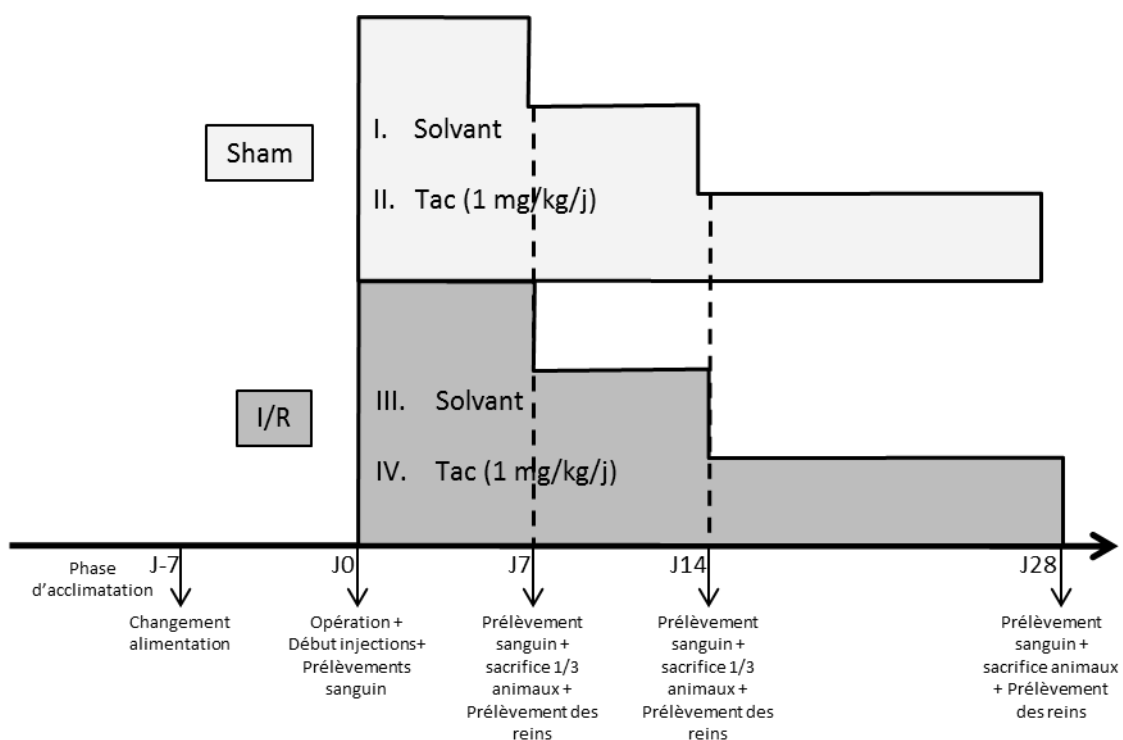 I. Solvant
Sham
II. Tac (1 mg/kg/j)
III. Solvant
I/R
IV. Tac (1 mg/kg/j)
Phase
d'acclimatation
J-7
J0
J7
J14
J28
Changement
alimentation
Opération +
Début injections+
Prélèvements
sanguin
Prélèvement
sanguin +
sacrifice 1/3
animaux +
Prélèvement des
reins
Prélèvement
sanguin +
sacrifice 1/3
animaux +
Prélèvement des
reins
Prélèvement
sanguin +
sacrifice animaux
+ Prélèvement
des reins